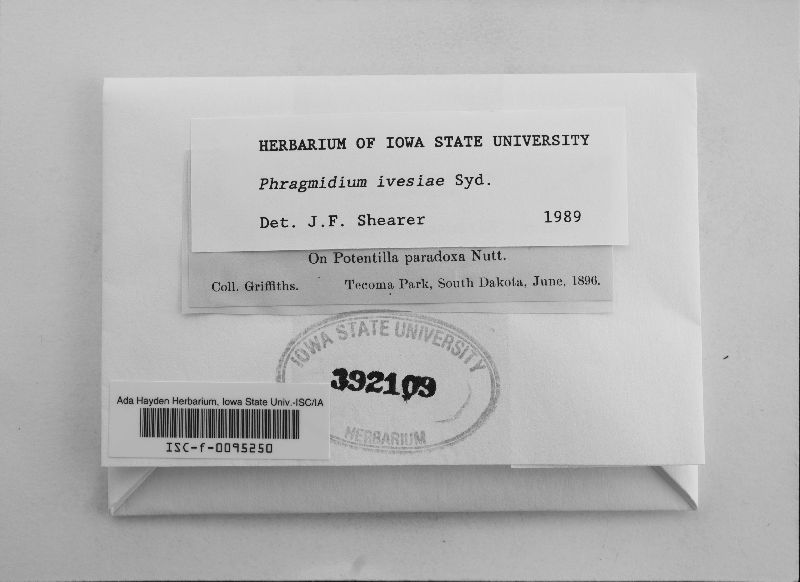 HERBARIUM OF IOWA STATE UNIVERSITY
Phragmidium ivesiae Syd.
Det. J.F. Shearer 1989
On Potentilla paradoxa Nutt.
Coll. Griffiths. Tecoma Park, South Dakota, June, 1896.
IOWA STATE UNIVERSITY
392109
HERBARIUM
Ada Hayden Herbarium, Iowa State Univ.-ISC/IA
ISC-f-0095250